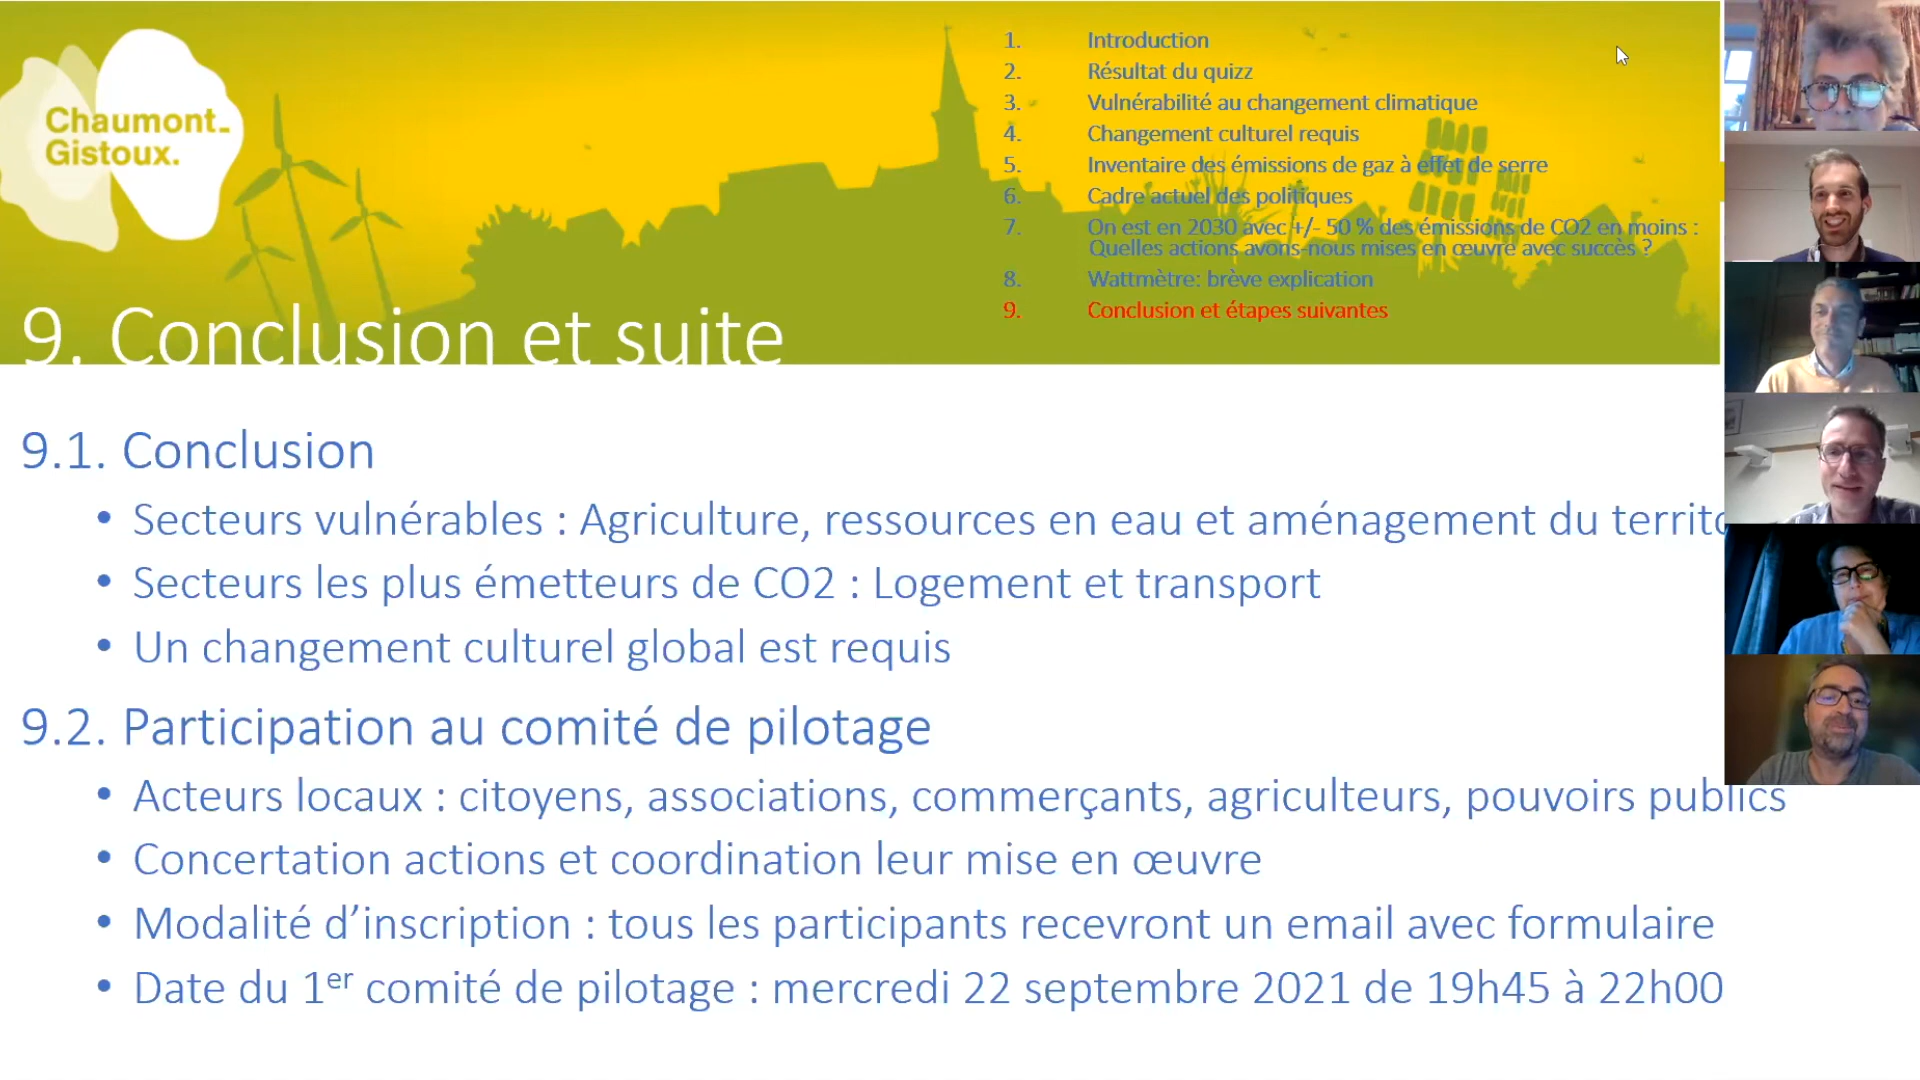 Chaumont-
Gistoux.
1. Introduction
2. Résultat du quizz
3. Vulnérabilité au changement climatique
4. Changement culturel requis
5. Inventaire des émissions de gaz à effet de serre
6. Cadre actuel des politiques
7. On est en 2030 avec +/- 50 % des émissions de CO2 en moins :
Quelles actions avons-nous mises en œuvre avec succès ?
8. Wattmètre: brève explication
9. Conclusion et étapes suivantes
9. Conclusion et suite
9.1. Conclusion
• Secteurs vulnérables : Agriculture, ressources en eau et aménagement du territo
• Secteurs les plus émetteurs de CO2 : Logement et transport
• Un changement culturel global est requis
9.2. Participation au comité de pilotage
• Acteurs locaux : citoyens, associations, commerçants, agriculteurs, pouvoirs publics
• Concertation actions et coordination leur mise en œuvre
• Modalité d’inscription : tous les participants recevront un email avec formulaire
• Date du 1er comité de pilotage : mercredi 22 septembre 2021 de 19h45 à 22h00